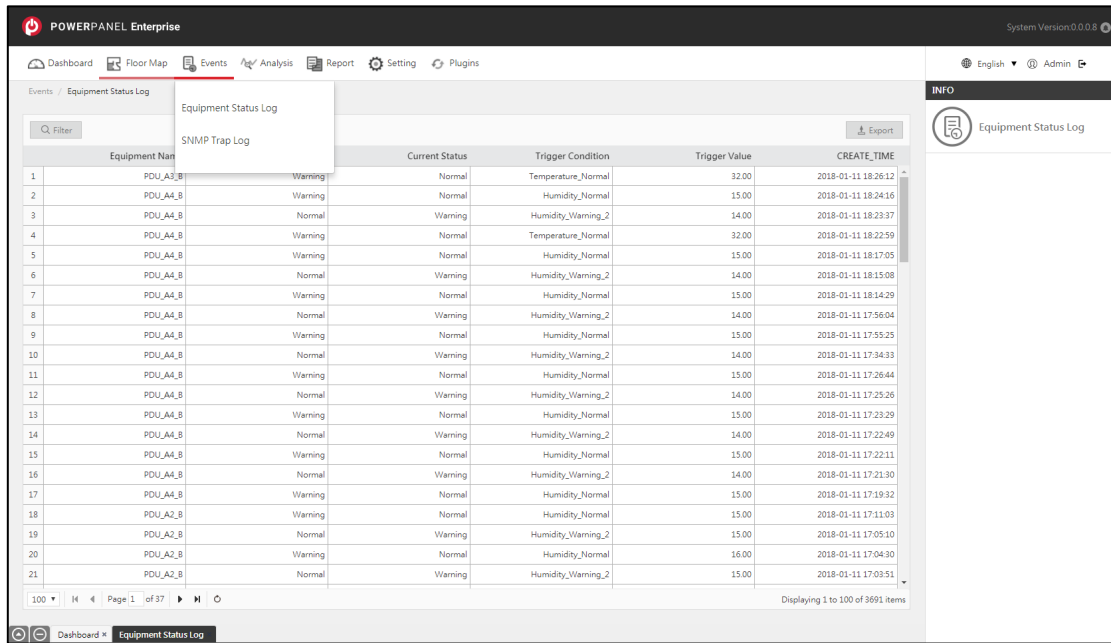 POWERPANEL Enterprise
System Version:0.0.0.8
Dashboard Floor Map Events Analysis Report Setting Plugins
English ▼ Admin
Events / Equipment Status Log
INFO
Equipment Status Log
SNMP Trap Log
Equipment Status Log
Filter
Export
Equipment Nam Current Status Trigger Condition Trigger Value CREATE_TIME
1 PDU_A3_B Warning Normal Temperature_Normal 32.00 2018-01-11 18:26:12
2 PDU_A4_B Warning Normal Humidity_Normal 15.00 2018-01-11 18:24:16
3 PDU_A4_B Normal Warning Humidity_Warning_2 14.00 2018-01-11 18:23:37
4 PDU_A4_B Warning Normal Temperature_Normal 32.00 2018-01-11 18:22:59
5 PDU_A4_B Warning Normal Humidity_Normal 15.00 2018-01-11 18:17:05
6 PDU_A4_B Normal Warning Humidity_Warning_2 14.00 2018-01-11 18:15:08
7 PDU_A4_B Warning Normal Humidity_Normal 15.00 2018-01-11 18:14:29
8 PDU_A4_B Normal Warning Humidity_Warning_2 14.00 2018-01-11 17:56:04
9 PDU_A4_B Warning Normal Humidity_Normal 15.00 2018-01-11 17:55:25
10 PDU_A4_B Normal Warning Humidity_Warning_2 14.00 2018-01-11 17:34:33
11 PDU_A4_B Warning Normal Humidity_Normal 15.00 2018-01-11 17:26:44
12 PDU_A4_B Normal Warning Humidity_Warning_2 14.00 2018-01-11 17:25:26
13 PDU_A4_B Warning Normal Humidity_Normal 15.00 2018-01-11 17:23:29
14 PDU_A4_B Normal Warning Humidity_Warning_2 14.00 2018-01-11 17:22:49
15 PDU_A4_B Warning Normal Humidity_Normal 15.00 2018-01-11 17:22:11
16 PDU_A4_B Normal Warning Humidity_Warning_2 14.00 2018-01-11 17:21:30
17 PDU_A4_B Warning Normal Humidity_Normal 15.00 2018-01-11 17:19:32
18 PDU_A2_B Warning Normal Humidity_Normal 15.00 2018-01-11 17:11:03
19 PDU_A2_B Normal Warning Humidity_Warning_2 15.00 2018-01-11 17:05:10
20 PDU_A2_B Warning Normal Humidity_Normal 16.00 2018-01-11 17:04:30
21 PDU_A2_B Normal Warning Humidity_Warning_2 15.00 2018-01-11 17:03:51
100 ▼ Page 1 of 37 Displaying 1 to 100 of 3691 items
Dashboard × Equipment Status Log